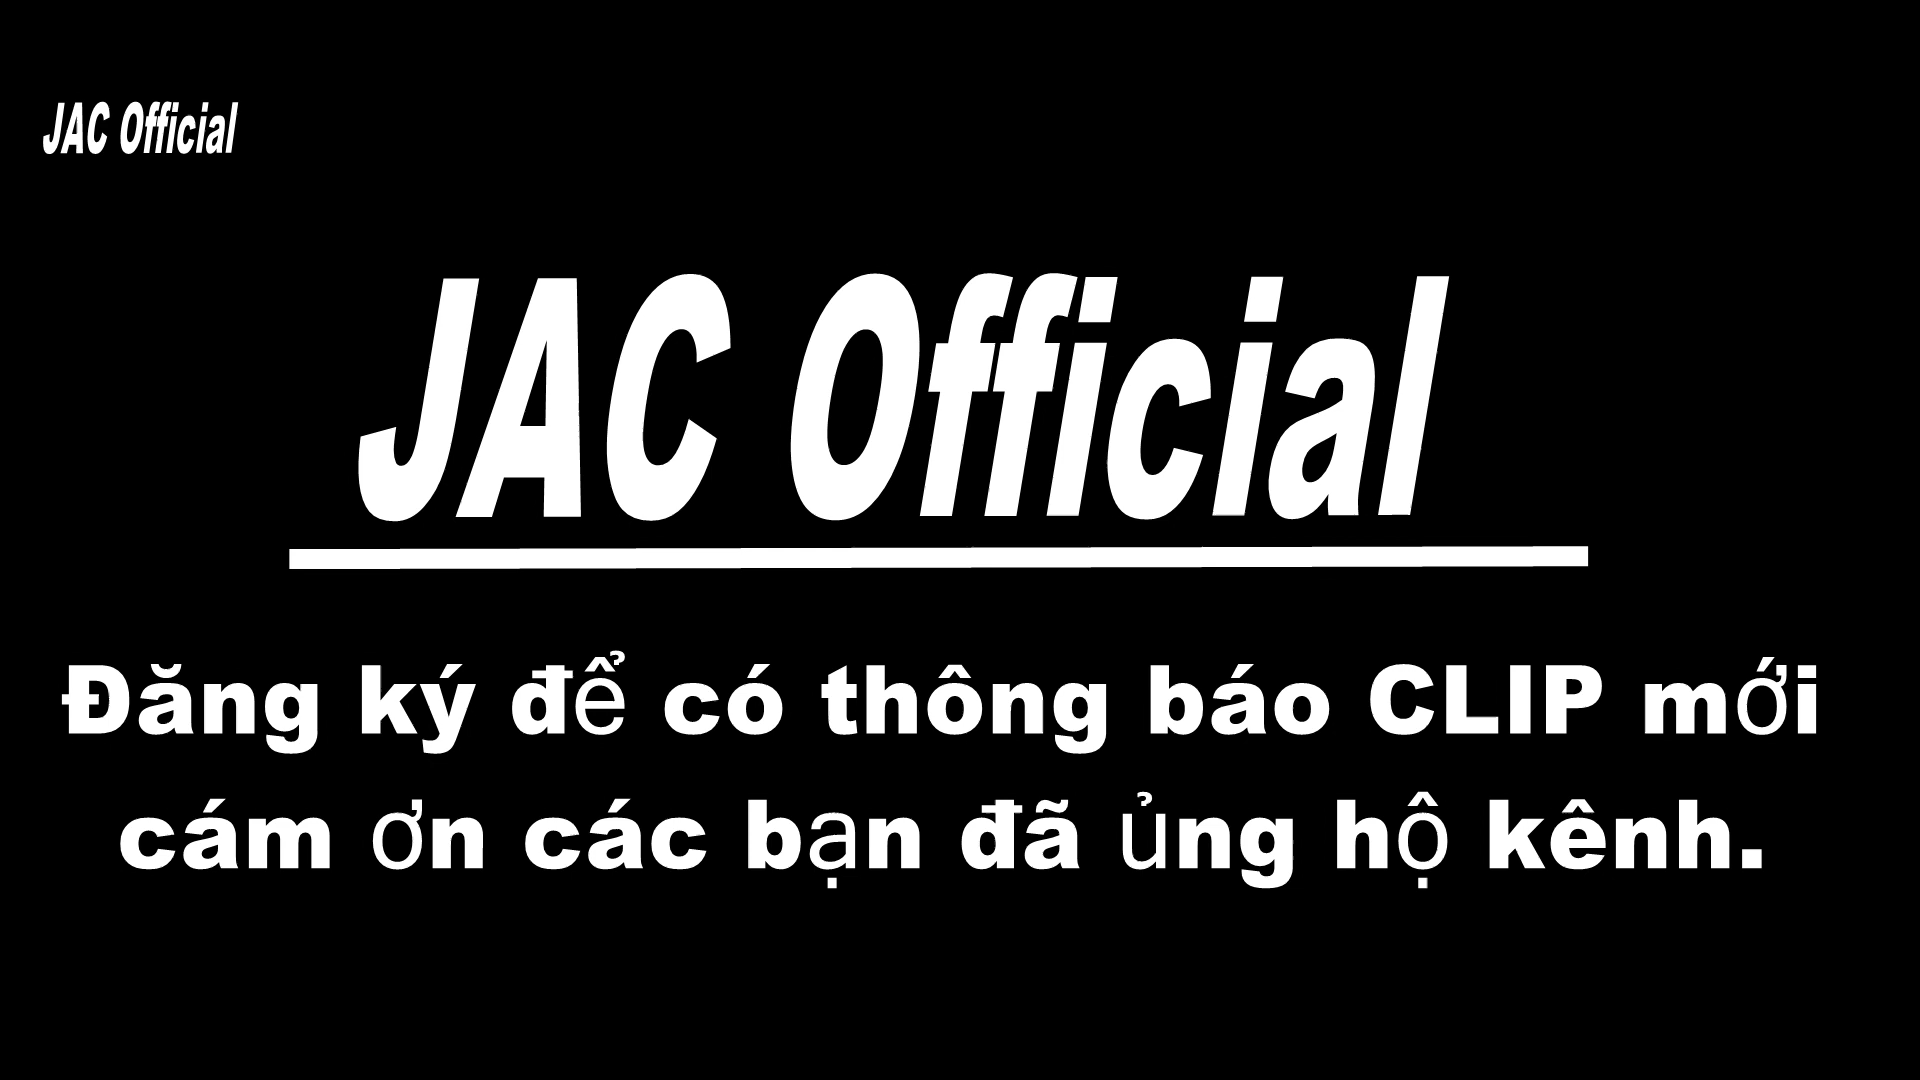 JAC Official
JAC Official
Đăng ký để có thông báo CLIP mới
cám ơn các bạn đã ủng hộ kênh.